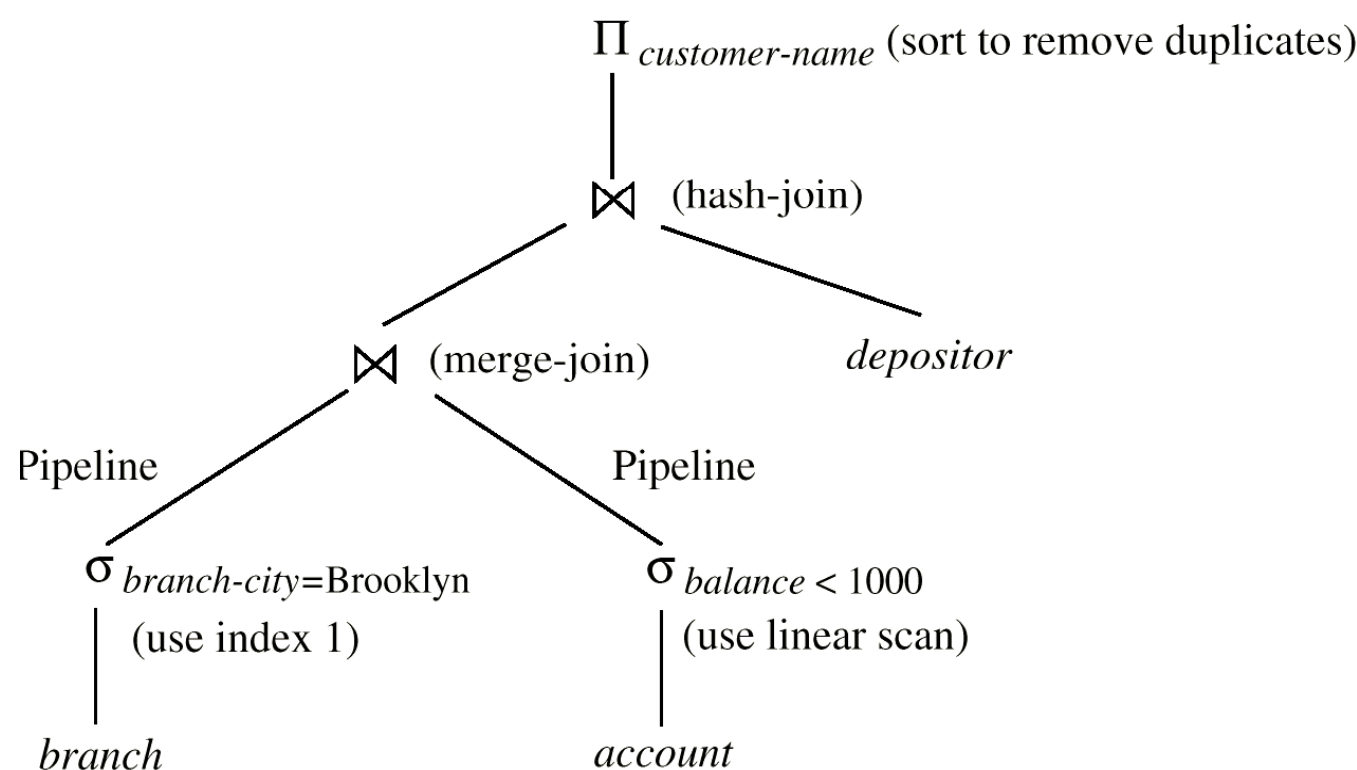 Π customer-name (sort to remove duplicates)
⋈ (hash-join)
⋈ (merge-join)
depositor
Pipeline
Pipeline
σ branch-city=Brooklyn
σ balance < 1000
(use index 1)
(use linear scan)
branch
account